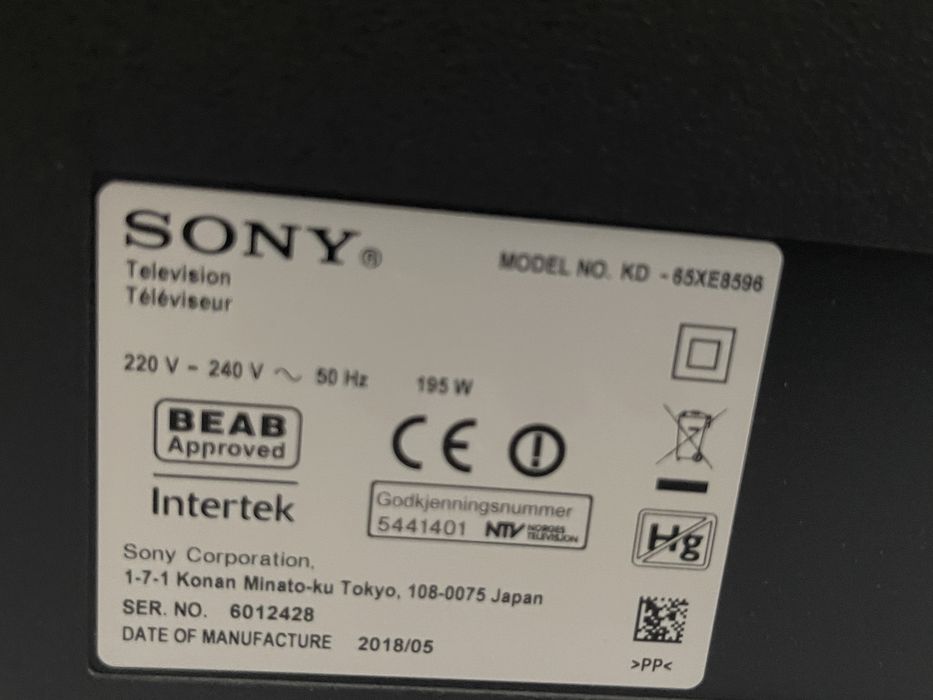 SONY®
Television
Téléviseur
MODEL NO. KD -65XE8596
220 V - 240 V ~ 50 Hz 195 W
BEAB
Approved
Intertek
CE
Godkjenningsnummer
5441401 NTV NORGES
TELEVISION
Hg
Sony Corporation,
1-7-1 Konan Minato-ku Tokyo, 108-0075 Japan
SER. NO. 6012428
DATE OF MANUFACTURE 2018/05
>PP<